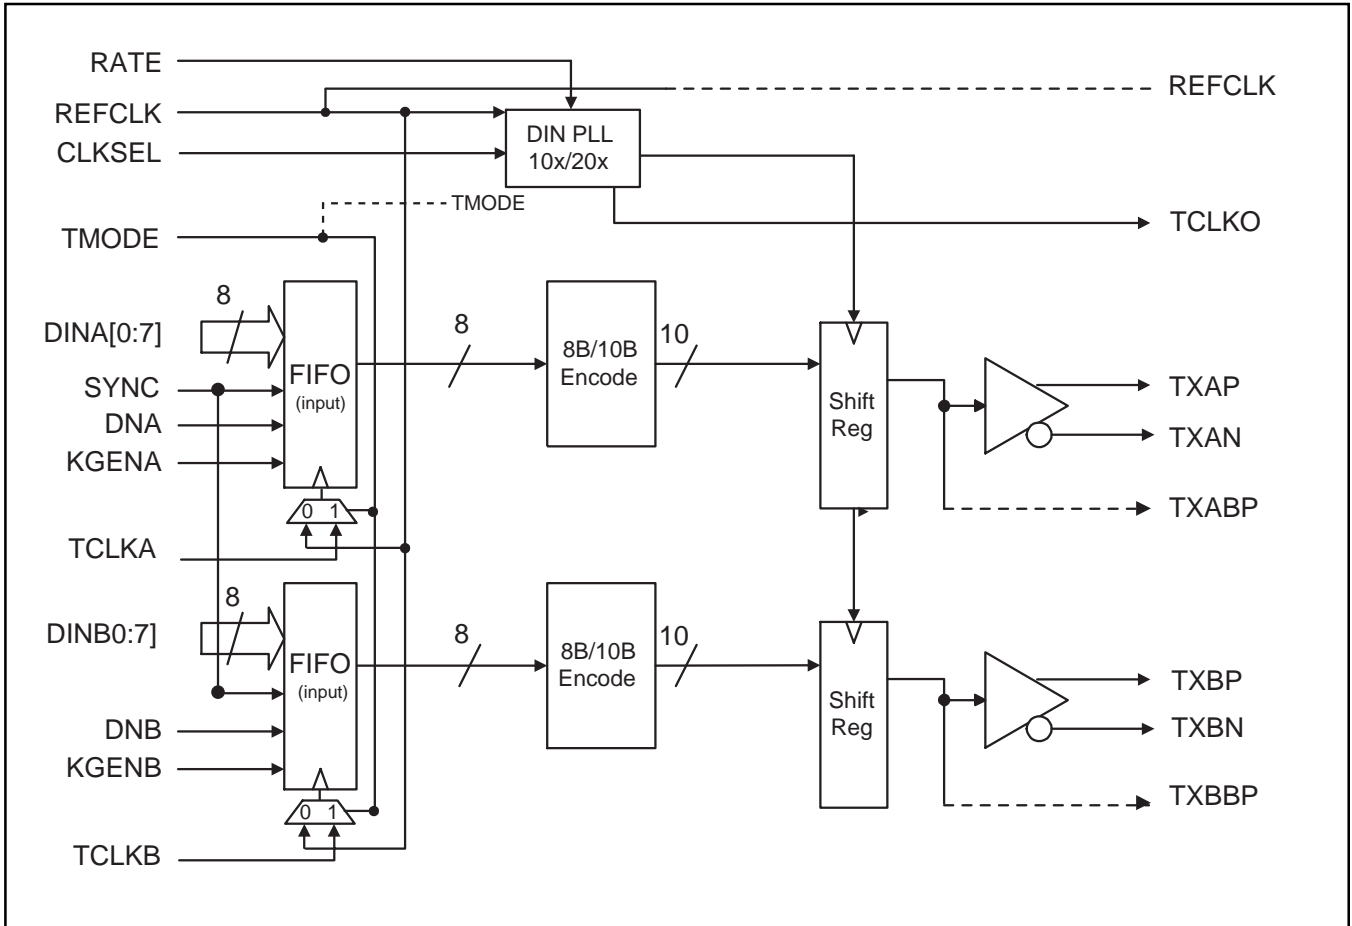 RATE
REFCLK
REFCLK
CLKSEL
DIN PLL
10x/20x
TMODE
TMODE
TCLKO
8
DINA[0:7]
8
10
8B/10B
Encode
FIFO
(input)
SYNC
DNA
KGENA
Shift
Reg
TXAP
TXAN
TXABP
0 1
TCLKA
8
DINB0:7]
8
10
8B/10B
Encode
FIFO
(input)
DNB
KGENB
Shift
Reg
TXBP
TXBN
TXBBP
0 1
TCLKB